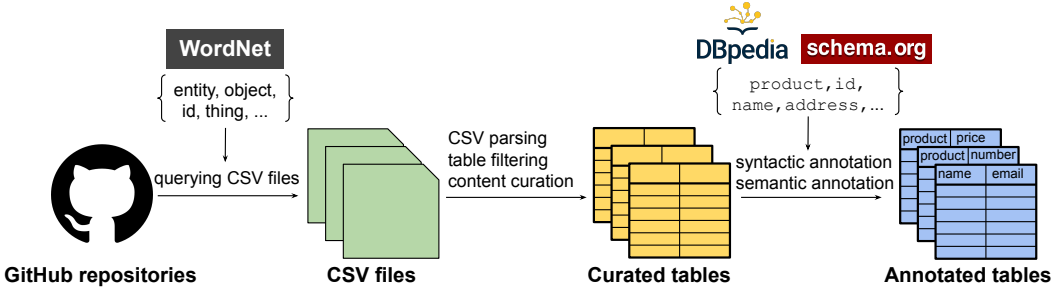 WordNet
entity, object,
id, thing, ...
querying CSV files
GitHub repositories
CSV files
CSV parsing
table filtering
content curation
Curated tables
DBpedia
schema.org
product, id,
name, address, ...
syntactic annotation
semantic annotation
product price
product number
name email
Annotated tables